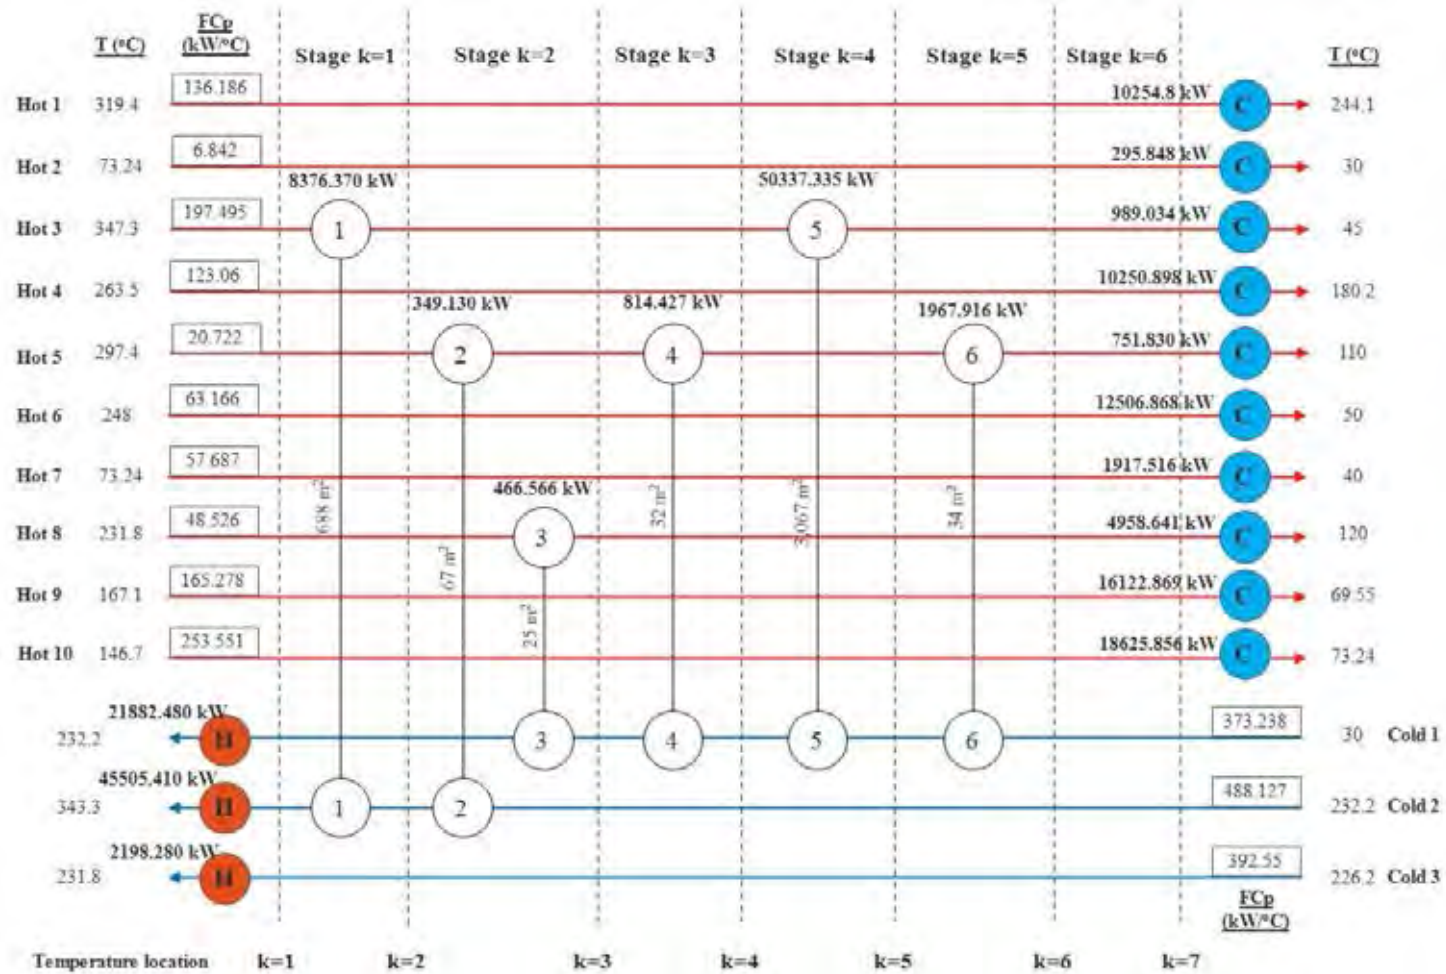 FCp
T (°C) (kW/°C) Stage k=1 Stage k=2 Stage k=3 Stage k=4 Stage k=5 Stage k=6 T (°C)
Hot 1 319.4 136.186 10254.8 kW C 244.1
Hot 2 73.24 6.842 295.848 kW C 30
8376.370 kW 50337.335 kW
Hot 3 347.3 197.495 1 5 989.034 kW C 45
Hot 4 263.5 123.06 10250.898 kW C 180.2
349.130 kW 814.427 kW 1967.916 kW
Hot 5 297.4 20.722 2 4 6 751.830 kW C 110
Hot 6 248 63.166 12506.868 kW C 50
Hot 7 73.24 57.687 1917.516 kW C 40
466.566 kW
Hot 8 231.8 48.526 3 4958.641 kW C 120
688 m² 67 m² 25 m² 32 m² 3,067 m² 34 m²
Hot 9 167.1 165.278 16122.869 kW C 69.55
Hot 10 146.7 253.551 18625.856 kW C 73.24
21882.480 kW
232.2 H 3 4 5 6 373.238 30 Cold 1
45505.410 kW
343.3 H 1 2 488.127 232.2 Cold 2
2198.280 kW
231.8 H 392.55 226.2 Cold 3
FCp
(kW/°C)
Temperature location k=1 k=2 k=3 k=4 k=5 k=6 k=7